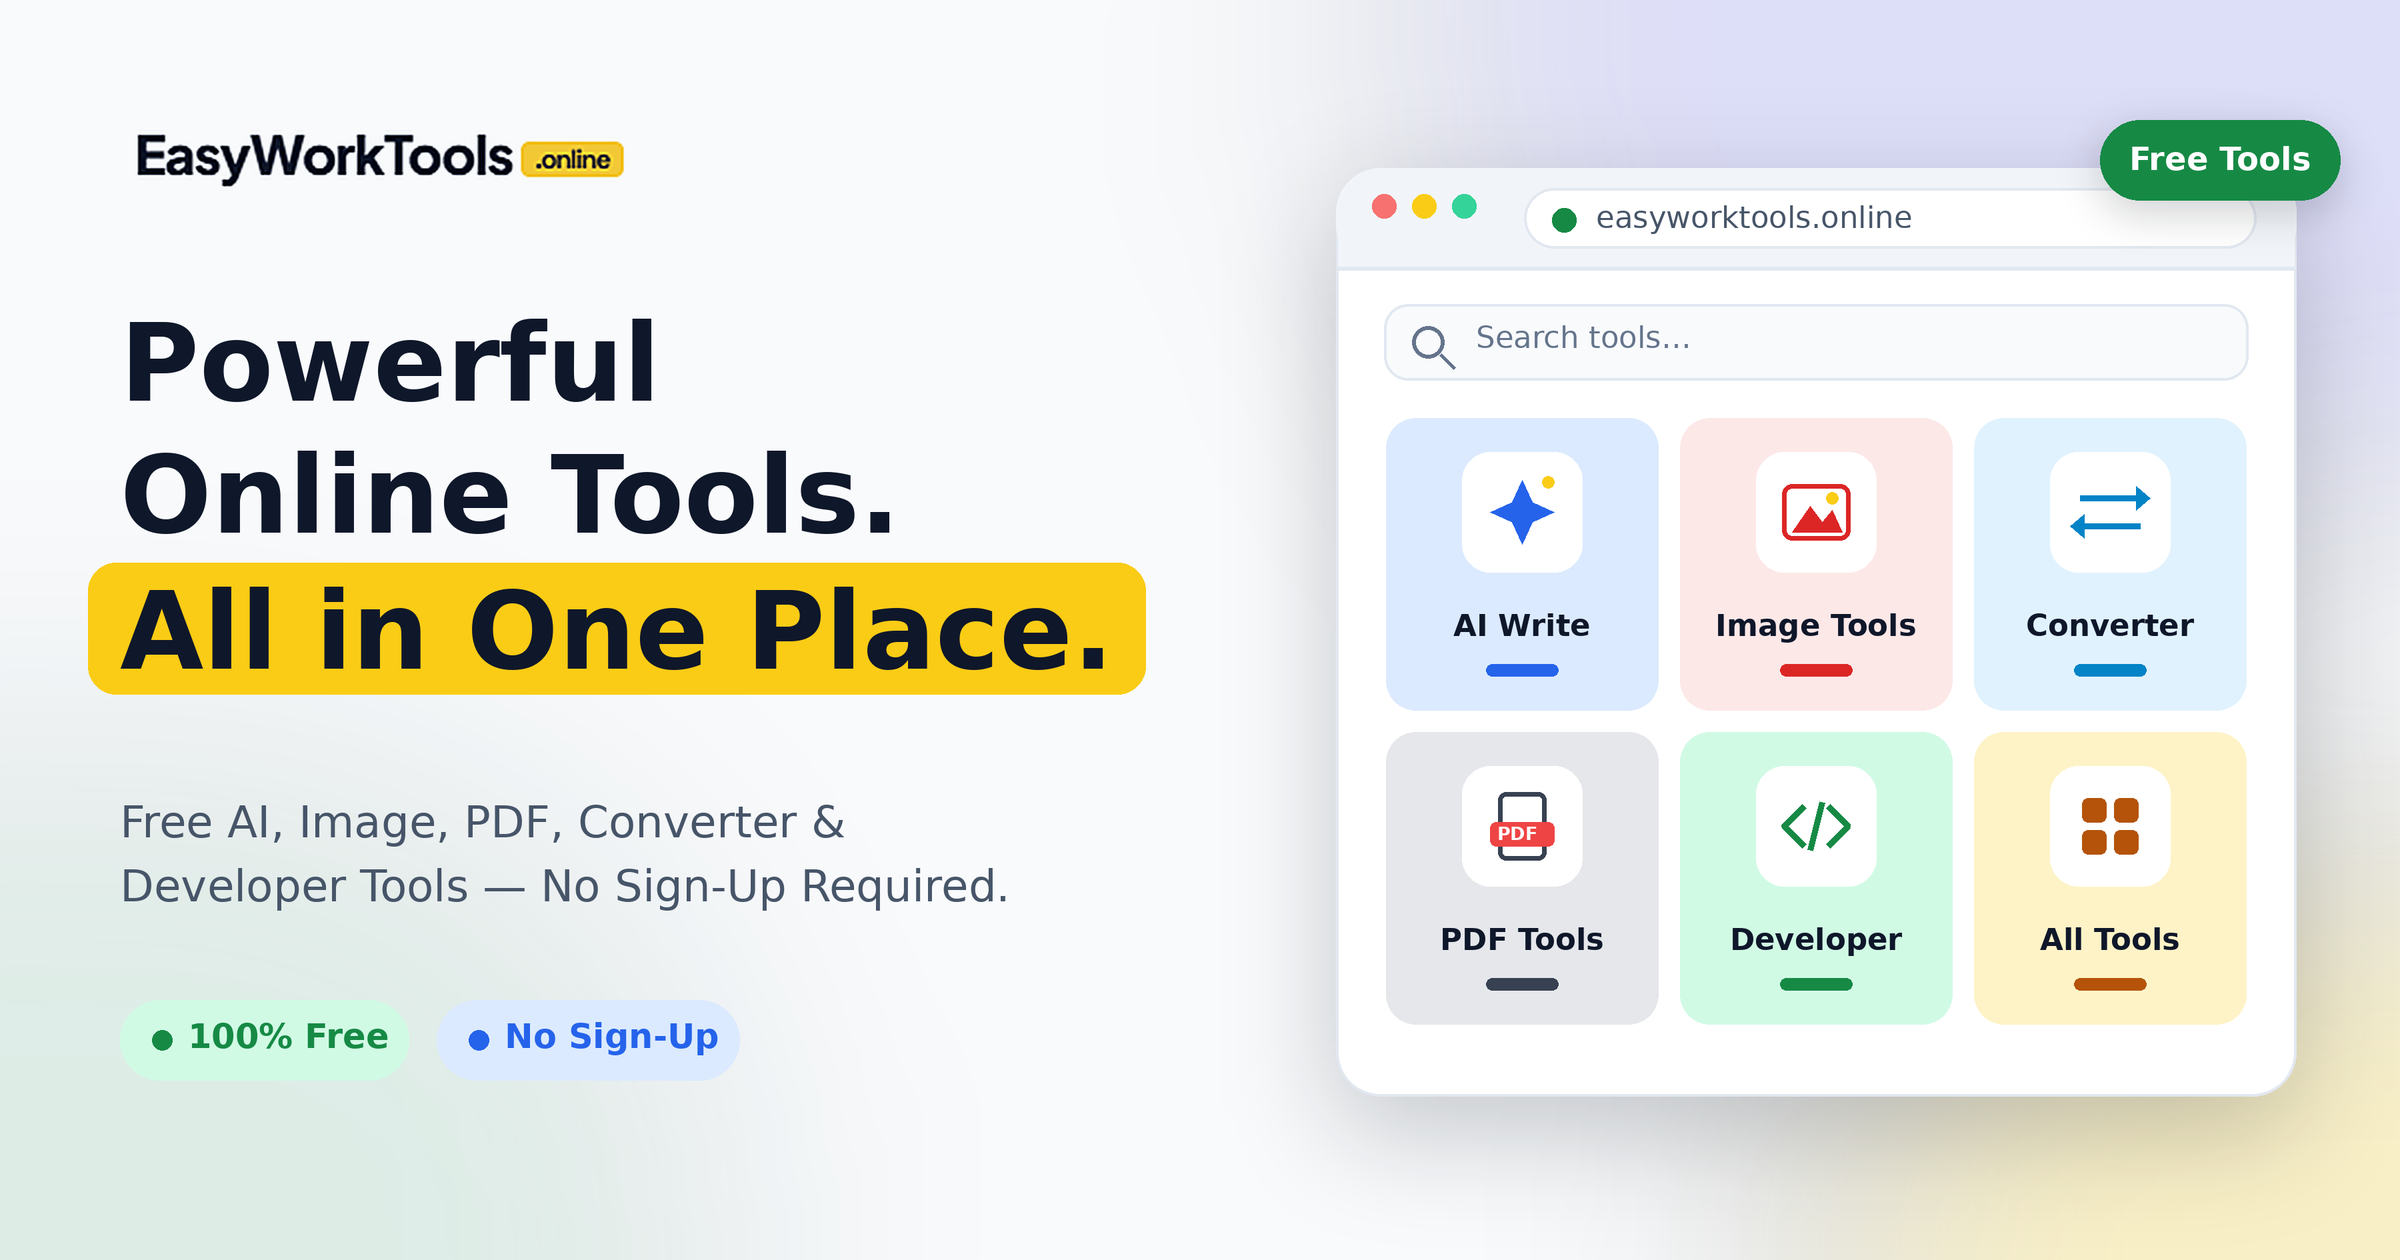 EasyWorkTools .online
Powerful
Online Tools.
All in One Place.
Free AI, Image, PDF, Converter &
Developer Tools — No Sign-Up Required.
100% Free
No Sign-Up
Free Tools
easyworktools.online
Search tools...
AI Write
Image Tools
Converter
PDF
PDF Tools
Developer
All Tools